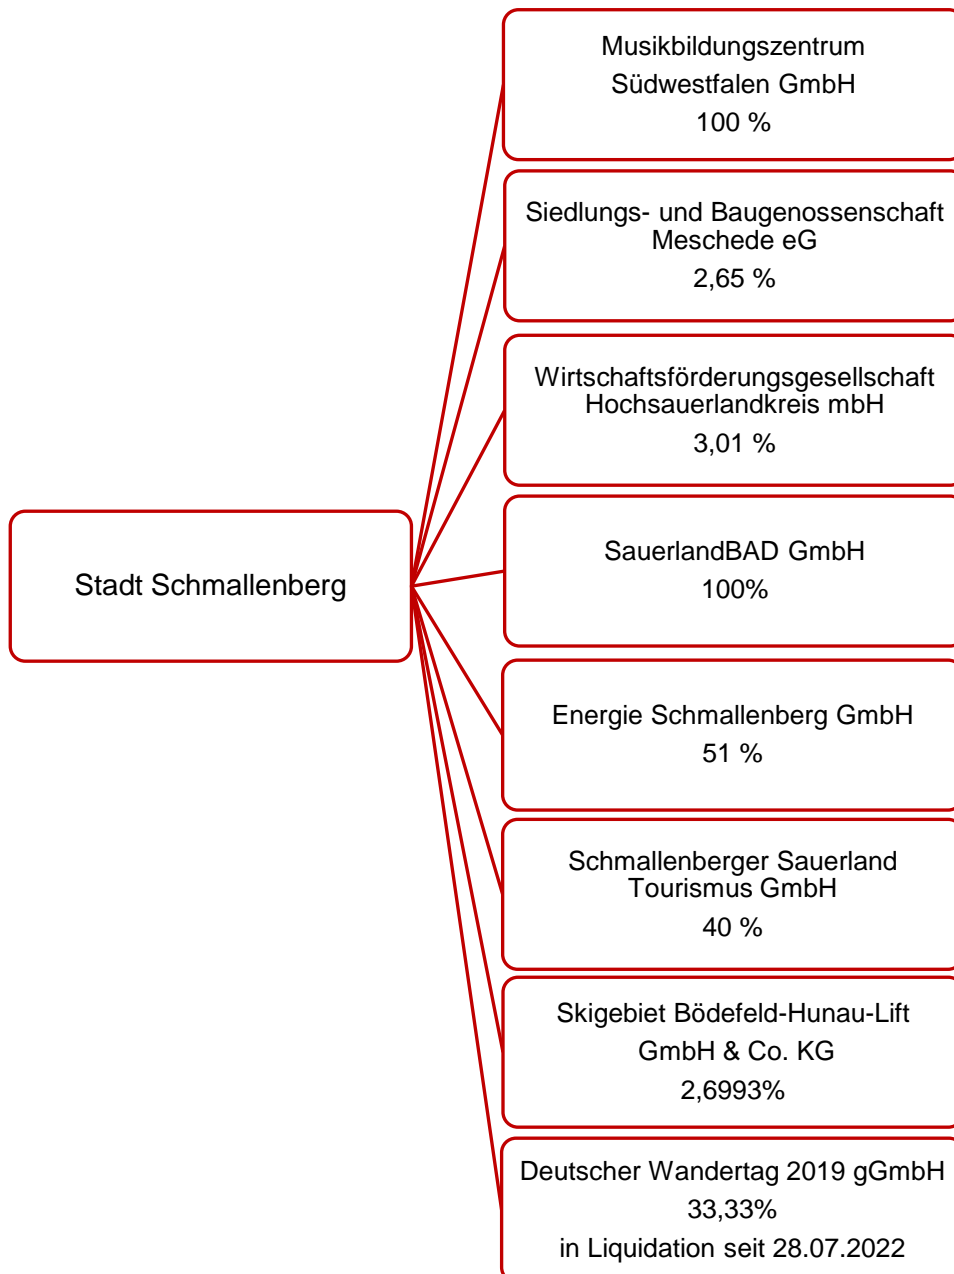 Musikbildungszentrum
Südwestfalen GmbH
100 %
Siedlungs- und Baugenossenschaft
Meschede eG
2,65 %
Wirtschaftsförderungsgesellschaft
Hochsauerlandkreis mbH
3,01 %
SauerlandBAD GmbH
100%
Stadt Schmallenberg
Energie Schmallenberg GmbH
51 %
Schmallenberger Sauerland
Tourismus GmbH
40 %
Skigebiet Bödefeld-Hunau-Lift
GmbH & Co. KG
2,6993%
Deutscher Wandertag 2019 gGmbH
33,33%
in Liquidation seit 28.07.2022